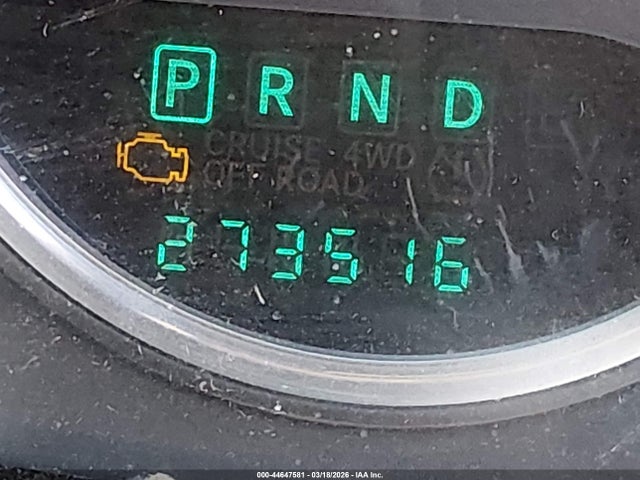 P R N D
CRUISE 4WD
OFF ROAD
273516
000-44647581 - 03/18/2026 - IAA Inc.